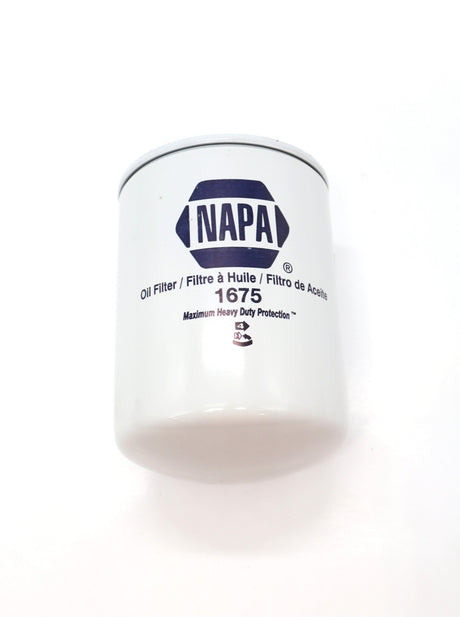 NAPA
®
Oil Filter / Filtre à Huile / Filtro de Aceite
1675
Maximum Heavy Duty Protection™